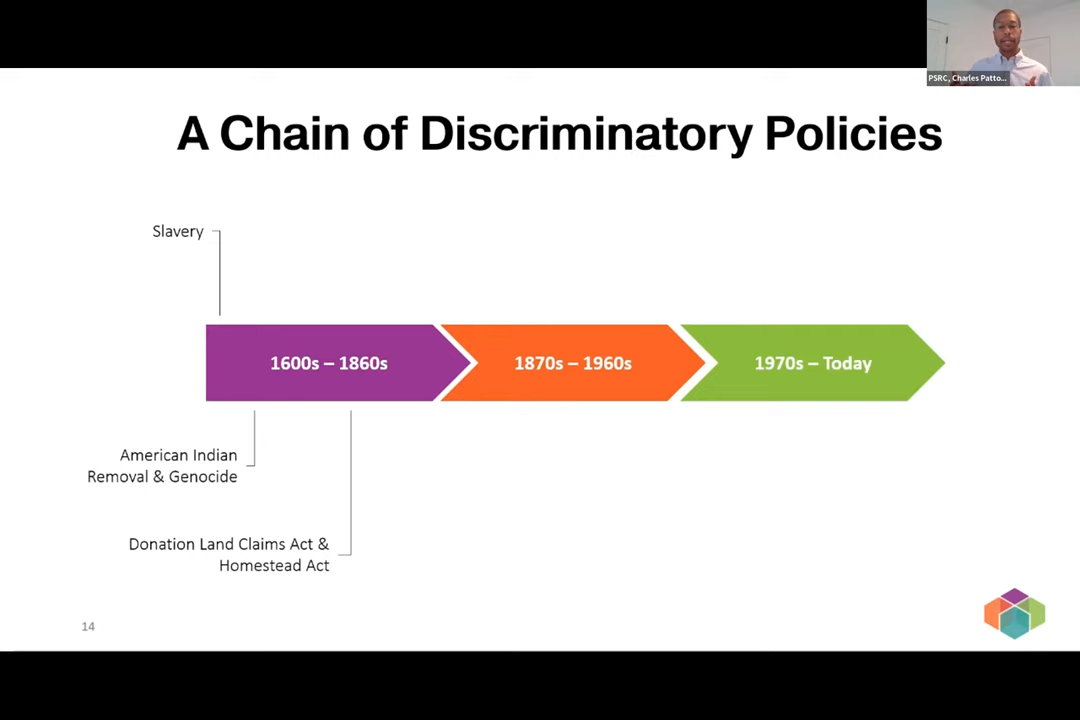 PSRC, Charles Patto...
A Chain of Discriminatory Policies
Slavery
1600s – 1860s
1870s – 1960s
1970s – Today
American Indian
Removal & Genocide
Donation Land Claims Act &
Homestead Act
14